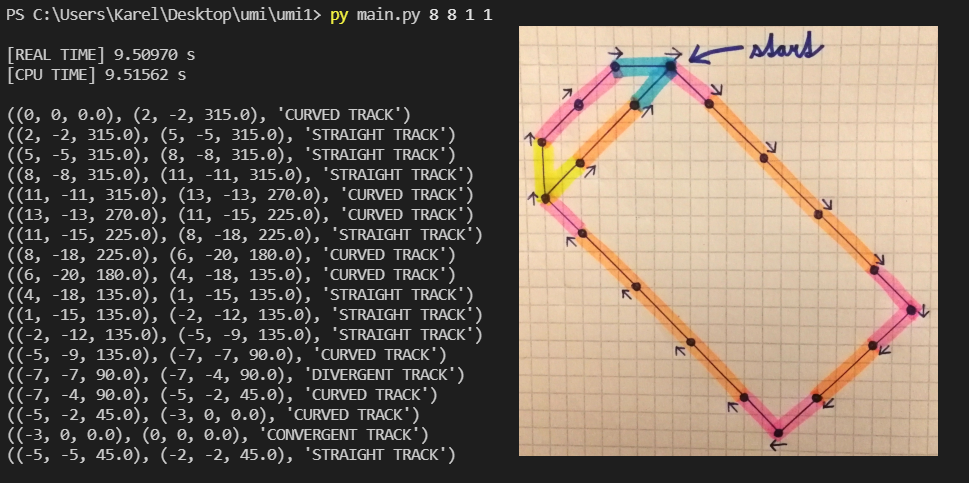 PS C:\Users\Karel\Desktop\umi\umi1> py main.py 8 8 1 1
[REAL TIME] 9.50970 s
[CPU TIME] 9.51562 s
((0, 0, 0.0), (2, -2, 315.0), 'CURVED TRACK')
((2, -2, 315.0), (5, -5, 315.0), 'STRAIGHT TRACK')
((5, -5, 315.0), (8, -8, 315.0), 'STRAIGHT TRACK')
((8, -8, 315.0), (11, -11, 315.0), 'STRAIGHT TRACK')
((11, -11, 315.0), (13, -13, 270.0), 'CURVED TRACK')
((13, -13, 270.0), (11, -15, 225.0), 'CURVED TRACK')
((11, -15, 225.0), (8, -18, 225.0), 'STRAIGHT TRACK')
((8, -18, 225.0), (6, -20, 180.0), 'CURVED TRACK')
((6, -20, 180.0), (4, -18, 135.0), 'CURVED TRACK')
((4, -18, 135.0), (1, -15, 135.0), 'STRAIGHT TRACK')
((1, -15, 135.0), (-2, -12, 135.0), 'STRAIGHT TRACK')
((-2, -12, 135.0), (-5, -9, 135.0), 'STRAIGHT TRACK')
((-5, -9, 135.0), (-7, -7, 90.0), 'CURVED TRACK')
((-7, -7, 90.0), (-7, -4, 90.0), 'DIVERGENT TRACK')
((-7, -4, 90.0), (-5, -2, 45.0), 'CURVED TRACK')
((-5, -2, 45.0), (-3, 0, 0.0), 'CURVED TRACK')
((-3, 0, 0.0), (0, 0, 0.0), 'CONVERGENT TRACK')
((-5, -5, 45.0), (-2, -2, 45.0), 'STRAIGHT TRACK')
start